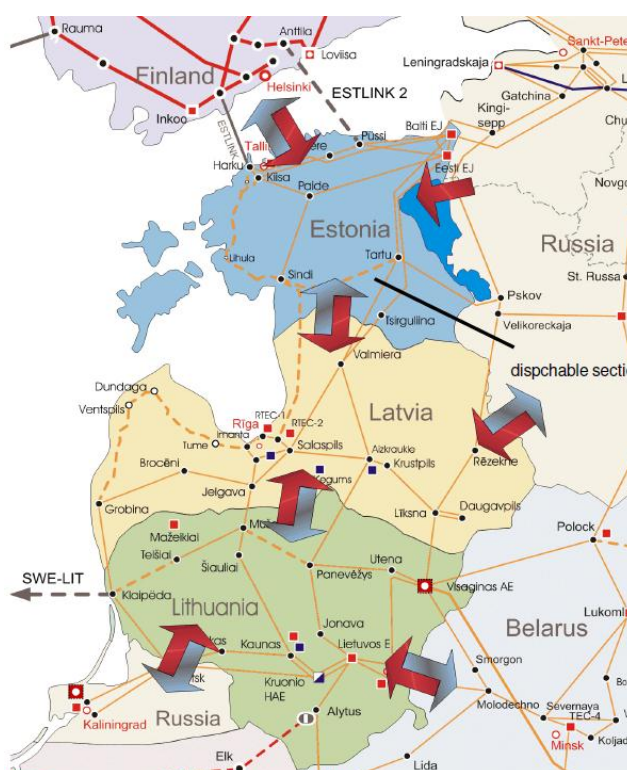 Rauma
Anttila
Sankt-Pete
Loviisa
Leningradskaja
Finland
Helsinki
ESTLINK 2
Gatchina
Inkoo
Kingi-
sepp
ESTLINK
Püssi
Balti EJ
Chu
Harku
Kiisa
Eesti EJ
Palde
Novgo
Estonia
Russia
Lihula
Tartu
Sindi
St. Russa
Pskov
Tsirguliina
Velikoreckaja
Valmiera
dispchable sectio
Dundaga
Ventspils
Latvia
RTEC-1
Rīga
RTEC-2
Imanta
Tume
Salaspils
Aizkraukle
Rēzekne
Brocēni
Krustpils
Jelgava
Grobina
Līksna
Daugavpils
Mažeikiai
Polock
Telšiai
Utena
SWE-LIT
Šiauliai
Panevėžys
Visaginas AE
Klaipėda
Lithuania
Lukoml
Jonava
Belarus
kas
Kaunas
Lietuvos E
Smorgon
tsk
Kruonio
HAE
Molodechno
Severnaya
Russia
TEC-4
Kaliningrad
Alytus
Minsk
Koljad
Elk
Lida